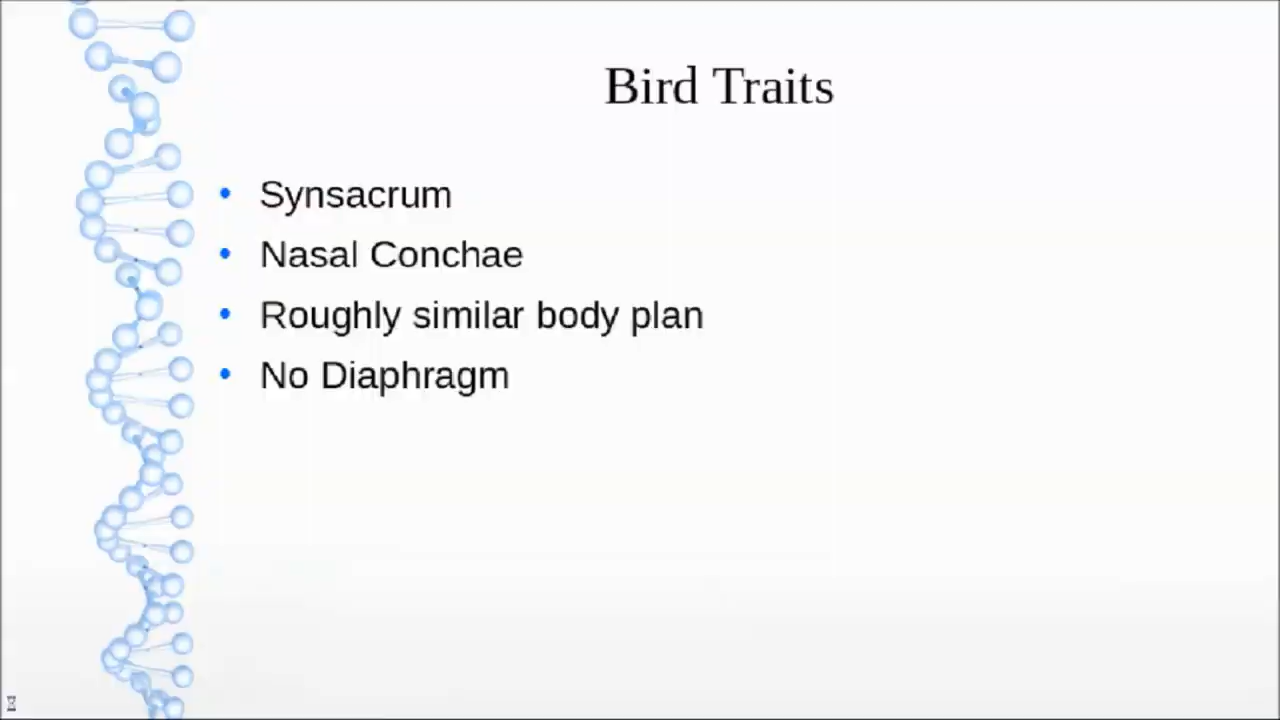 Bird Traits
• Synsacrum
• Nasal Conchae
• Roughly similar body plan
• No Diaphragm